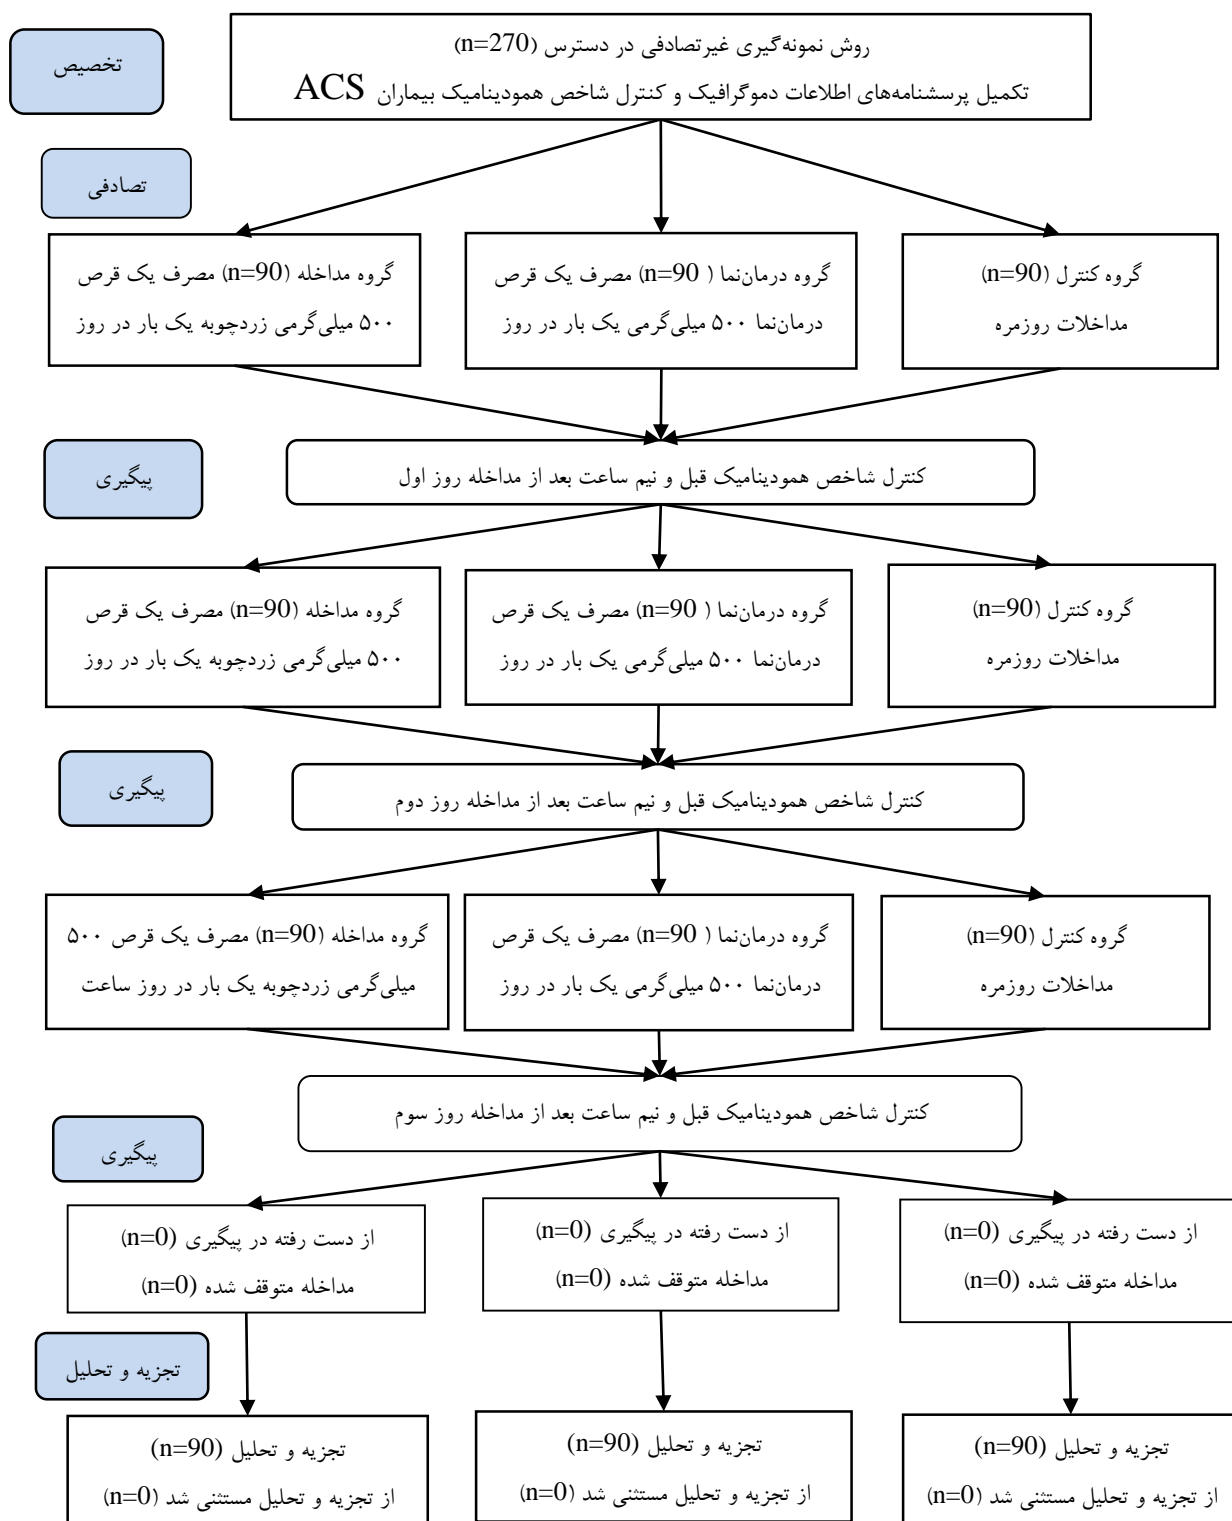 تخصیص
روش نمونه‌گیری غیرتصادفی در دسترس (n=270)
تکمیل پرسشنامه‌های اطلاعات دموگرافیک و کنترل شاخص همودینامیک بیماران ACS
تصادفی
گروه کنترل (n=90)
مداخلات روزمره
گروه درمان‌نما ( n=90) مصرف یک قرص
درمان‌نما ۵۰۰ میلی‌گرمی یک بار در روز
گروه مداخله (n=90) مصرف یک قرص
۵۰۰ میلی‌گرمی زردچوبه یک بار در روز
پیگیری
کنترل شاخص همودینامیک قبل و نیم ساعت بعد از مداخله روز اول
گروه کنترل (n=90)
مداخلات روزمره
گروه درمان‌نما ( n=90) مصرف یک قرص
درمان‌نما ۵۰۰ میلی‌گرمی یک بار در روز
گروه مداخله (n=90) مصرف یک قرص
۵۰۰ میلی‌گرمی زردچوبه یک بار در روز
پیگیری
کنترل شاخص همودینامیک قبل و نیم ساعت بعد از مداخله روز دوم
گروه کنترل (n=90)
مداخلات روزمره
گروه درمان‌نما ( n=90) مصرف یک قرص
درمان‌نما ۵۰۰ میلی‌گرمی یک بار در روز
گروه مداخله (n=90) مصرف یک قرص ۵۰۰
میلی‌گرمی زردچوبه یک بار در روز ساعت
کنترل شاخص همودینامیک قبل و نیم ساعت بعد از مداخله روز سوم
پیگیری
از دست رفته در پیگیری (n=0)
مداخله متوقف شده (n=0)
از دست رفته در پیگیری (n=0)
مداخله متوقف شده (n=0)
از دست رفته در پیگیری (n=0)
مداخله متوقف شده (n=0)
تجزیه و تحلیل
تجزیه و تحلیل (n=90)
از تجزیه و تحلیل مستثنی شد (n=0)
تجزیه و تحلیل (n=90)
از تجزیه و تحلیل مستثنی شد (n=0)
تجزیه و تحلیل (n=90)
از تجزیه و تحلیل مستثنی شد (n=0)